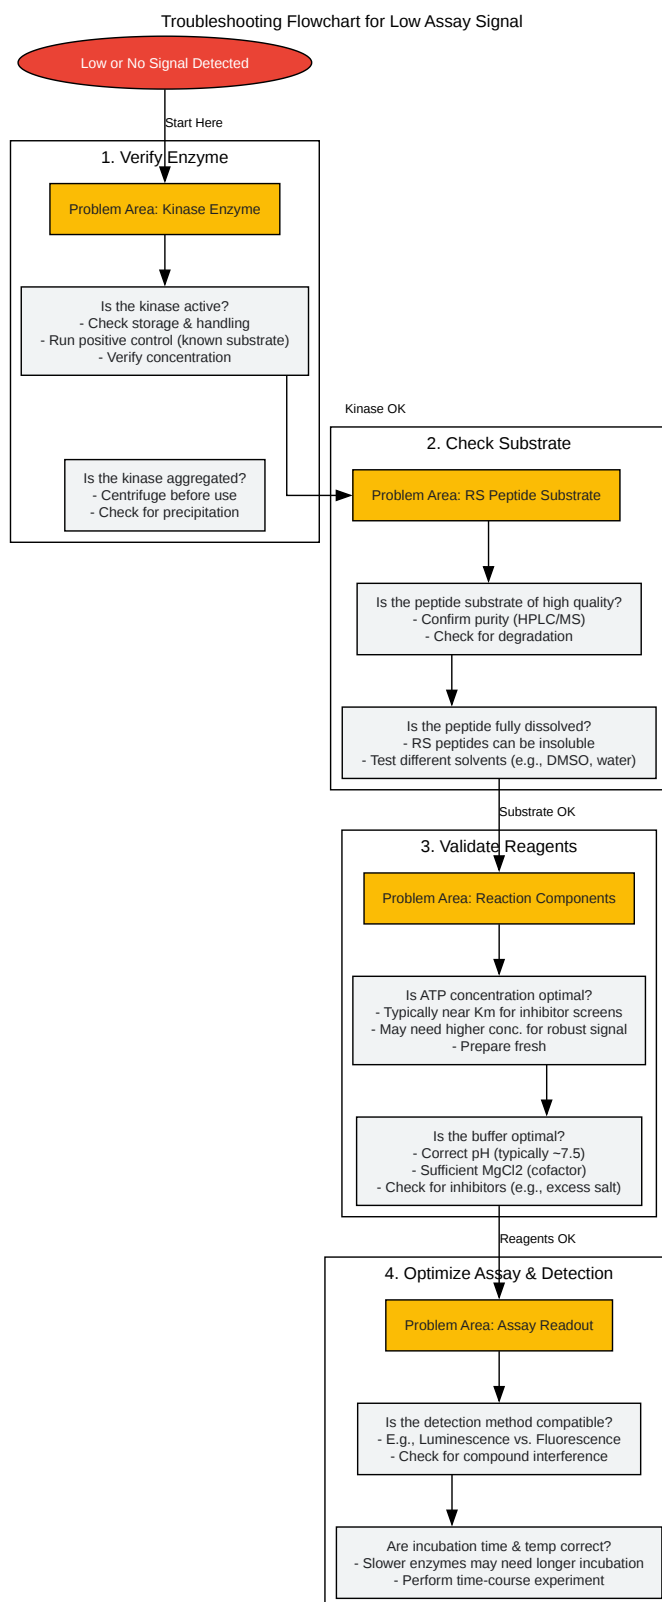 Troubleshooting Flowchart for Low Assay Signal
Low or No Signal Detected
Start Here
1. Verify Enzyme
Problem Area: Kinase Enzyme
Is the kinase active?
- Check storage & handling
- Run positive control (known substrate)
- Verify concentration
Is the kinase aggregated?
- Centrifuge before use
- Check for precipitation
Kinase OK
2. Check Substrate
Problem Area: RS Peptide Substrate
Is the peptide substrate of high quality?
- Confirm purity (HPLC/MS)
- Check for degradation
Is the peptide fully dissolved?
- RS peptides can be insoluble
- Test different solvents (e.g., DMSO, water)
Substrate OK
3. Validate Reagents
Problem Area: Reaction Components
Is ATP concentration optimal?
- Typically near Km for inhibitor screens
- May need higher conc. for robust signal
- Prepare fresh
Is the buffer optimal?
- Correct pH (typically ~7.5)
- Sufficient MgCl2 (cofactor)
- Check for inhibitors (e.g., excess salt)
Reagents OK
4. Optimize Assay & Detection
Problem Area: Assay Readout
Is the detection method compatible?
- E.g., Luminescence vs. Fluorescence
- Check for compound interference
Are incubation time & temp correct?
- Slower enzymes may need longer incubation
- Perform time-course experiment